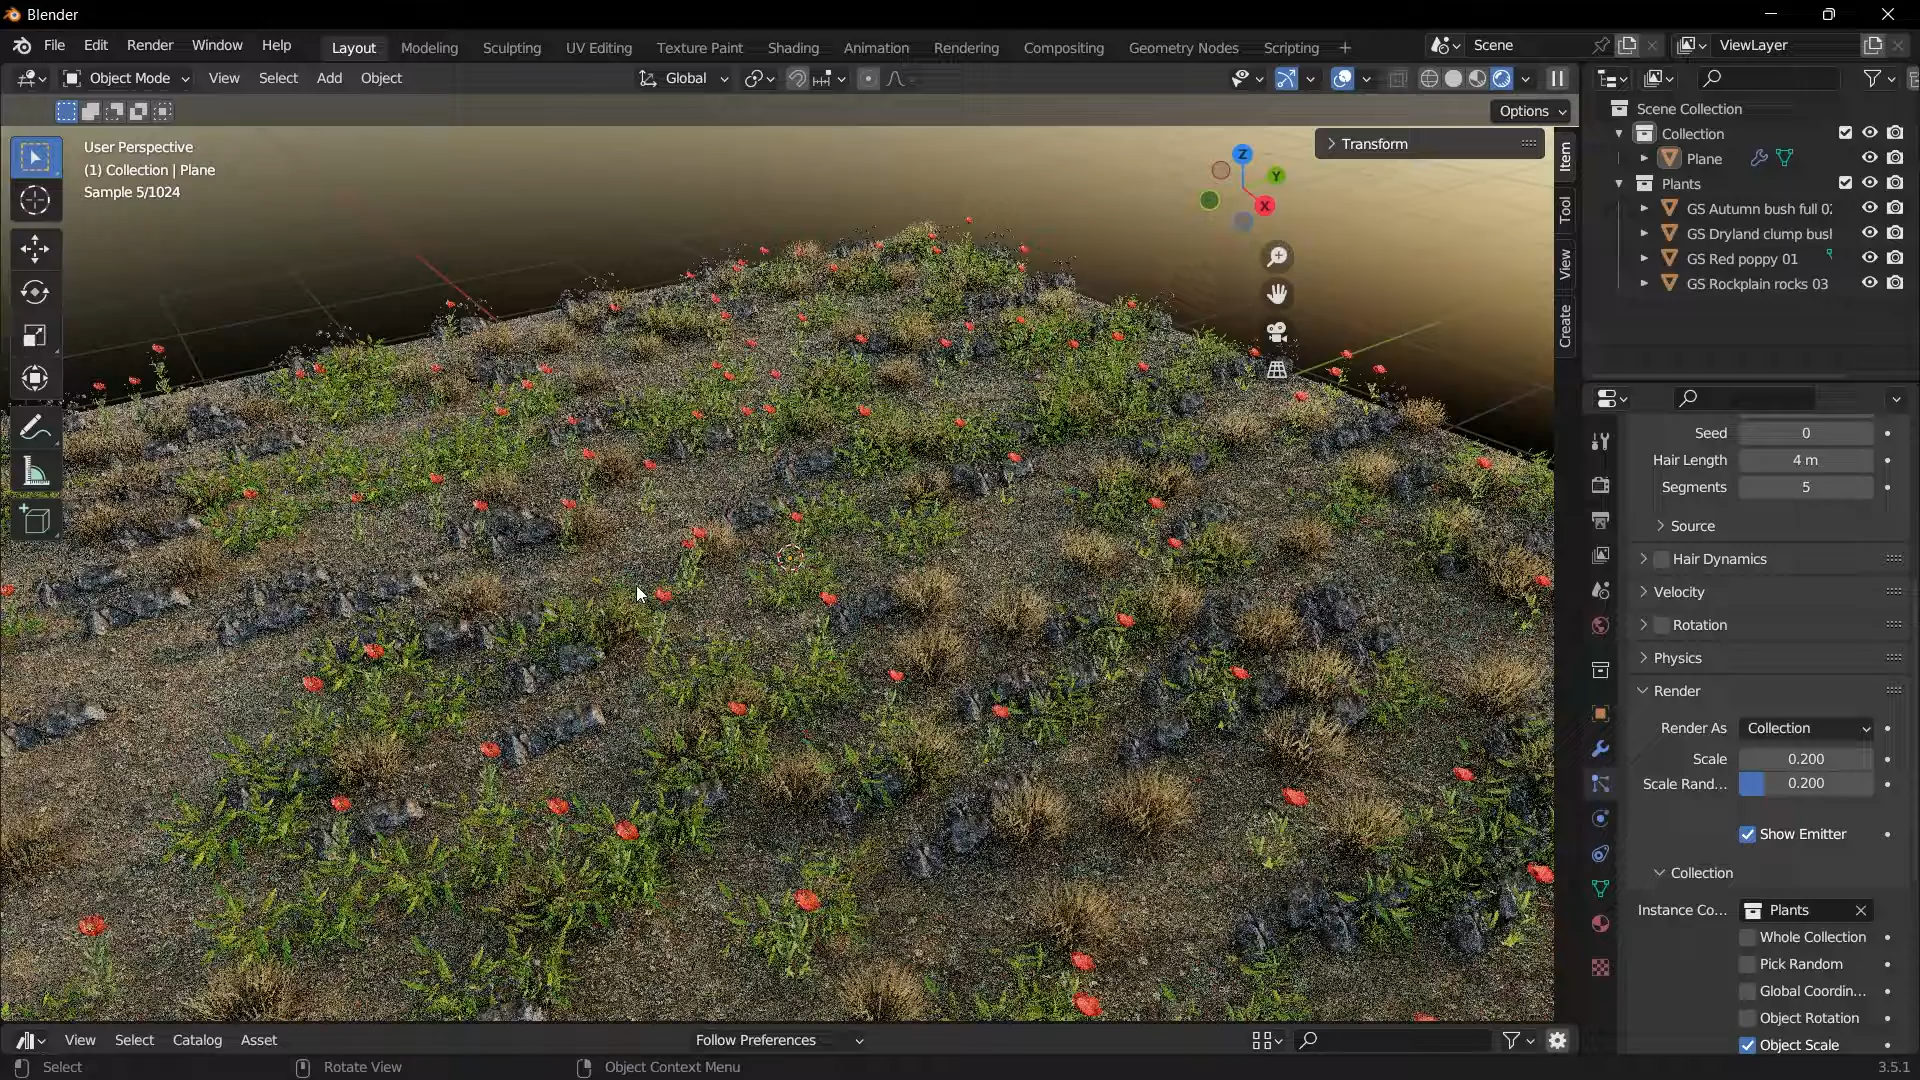 Blender
File Edit Render Window Help Layout Modeling Sculpting UV Editing Texture Paint Shading Animation Rendering Compositing Geometry Nodes Scripting + Scene ViewLayer
Object Mode View Select Add Object Global
Options
User Perspective
(1) Collection | Plane
Sample 5/1024
Transform
Z
Y
X
Item
Tool
View
Create
Scene Collection
Collection
Plane
Plants
GS Autumn bush full 0
GS Dryland clump bus
GS Red poppy 01
GS Rockplain rocks 03
Seed 0
Hair Length 4 m
Segments 5
Source
Hair Dynamics
Velocity
Rotation
Physics
Render
Render As Collection
Scale 0.200
Scale Rand... 0.200
Show Emitter
Collection
Instance Co... Plants
Whole Collection
Pick Random
Global Coordin...
Object Rotation
Object Scale
View Select Catalog Asset Follow Preferences
Select Rotate View Object Context Menu 3.5.1